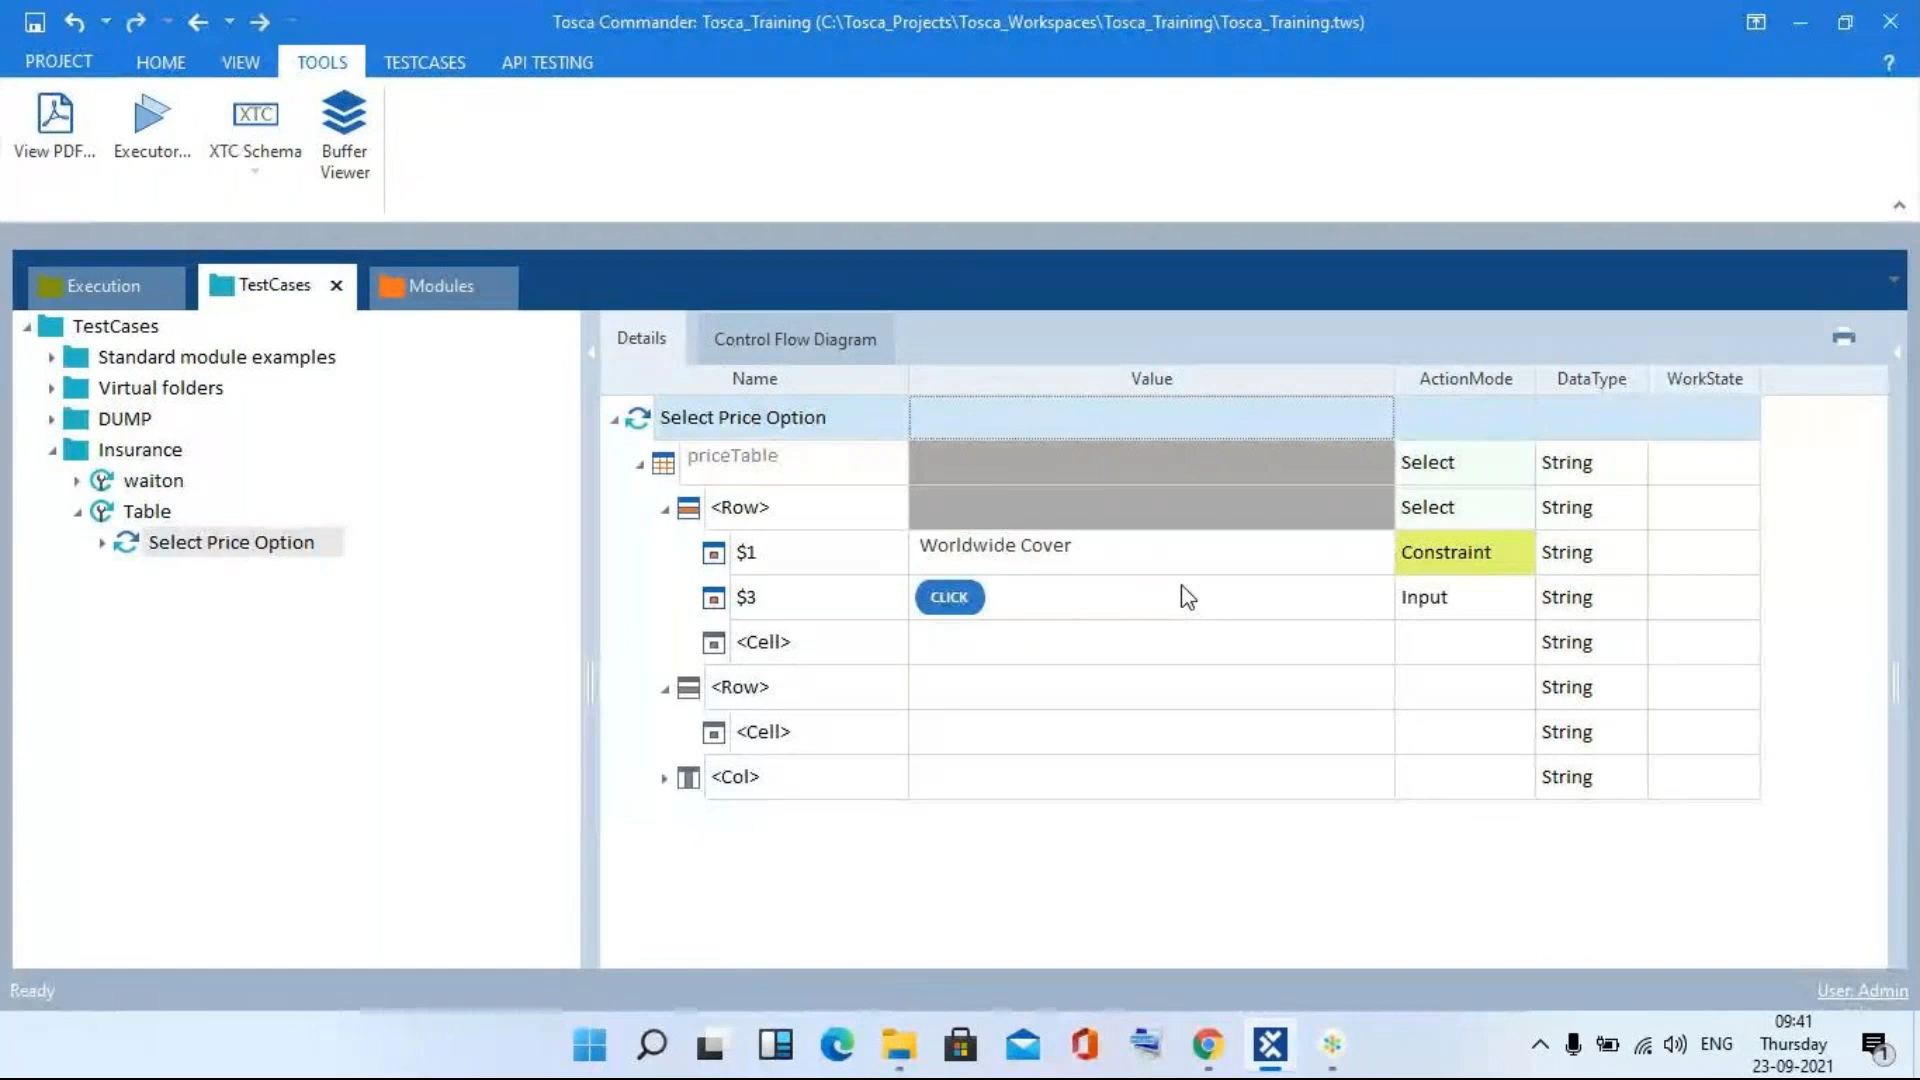 Tosca Commander: Tosca_Training (C:\Tosca_Projects\Tosca_Workspaces\Tosca_Training\Tosca_Training.tws)
PROJECT HOME VIEW TOOLS TESTCASES API TESTING ?
XTC
View PDF... Executor... XTC Schema Buffer Viewer
Execution TestCases Modules
TestCases
Standard module examples
Virtual folders
DUMP
Insurance
waiton
Table
Select Price Option
Details Control Flow Diagram
Name Value ActionMode DataType WorkState
Select Price Option
priceTable Select String
<Row> Select String
$1 Worldwide Cover Constraint String
$3 CLICK Input String
<Cell> String
<Row> String
<Cell> String
<Col> String
Ready User: Admin
ENG
09:41
Thursday
23-09-2021
1